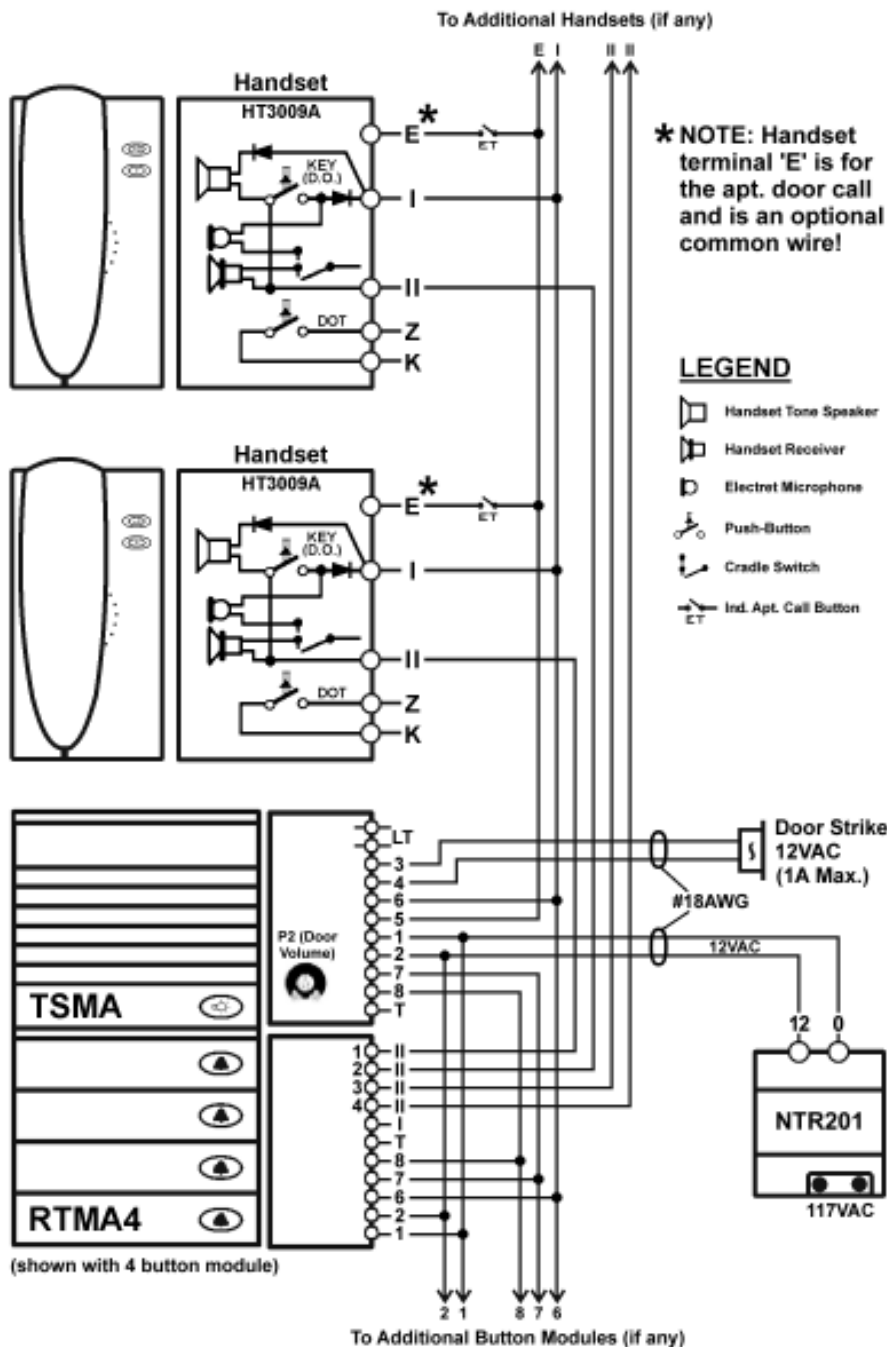 To Additional Handsets (if any)
E I II II
Handset
HT3009A
E*
ET
KEY
(D.O.)
I
II
DOT
Z
K
* NOTE: Handset
terminal 'E' is for
the apt. door call
and is an optional
common wire!
LEGEND
Handset Tone Speaker
Handset Receiver
Electret Microphone
Push-Button
Cradle Switch
ET
Ind. Apt. Call Button
Handset
HT3009A
E*
ET
KEY
(D.O.)
I
II
DOT
Z
K
LT
3
4
6
5
1
2
7
8
T
P2 (Door
Volume)
TSMA
Door Strike
12VAC
(1A Max.)
#18AWG
12VAC
12 0
NTR201
117VAC
1 II
2 II
3 II
4 II
I
T
8
7
6
2
1
RTMA4
(shown with 4 button module)
2 1 8 7 6
To Additional Button Modules (if any)